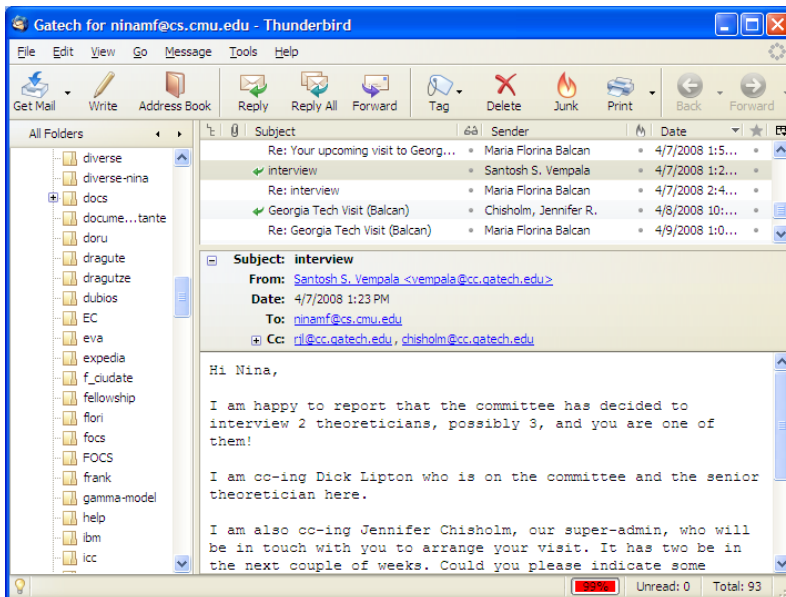 Gatech for ninamf@cs.cmu.edu - Thunderbird
File Edit View Go Message Tools Help
Get Mail Write Address Book Reply Reply All Forward Tag Delete Junk Print Back Forward
All Folders Subject Sender Date
diverse
diverse-nina
docs
docume...tante
doru
dragute
dragutze
dubios
EC
eva
expedia
f_ciudate
fellowship
flori
focs
FOCS
frank
gamma-model
help
ibm
icc
Re: Your upcoming visit to Georg... Maria Florina Balcan 4/7/2008 1:5...
interview Santosh S. Vempala 4/7/2008 1:2...
Re: interview Maria Florina Balcan 4/7/2008 2:4...
Georgia Tech Visit (Balcan) Chisholm, Jennifer R. 4/8/2008 10:...
Re: Georgia Tech Visit (Balcan) Maria Florina Balcan 4/9/2008 1:0...
Subject: interview
From: Santosh S. Vempala <vempala@cc.gatech.edu>
Date: 4/7/2008 1:23 PM
To: ninamf@cs.cmu.edu
Cc: rjl@cc.gatech.edu , chisholm@cc.gatech.edu
Hi Nina,
I am happy to report that the committee has decided to
interview 2 theoreticians, possibly 3, and you are one of
them!
I am cc-ing Dick Lipton who is on the committee and the senior
theoretician here.
I am also cc-ing Jennifer Chisholm, our super-admin, who will
be in touch with you to arrange your visit. It has two be in
the next couple of weeks. Could you please indicate some
99% Unread: 0 Total: 93